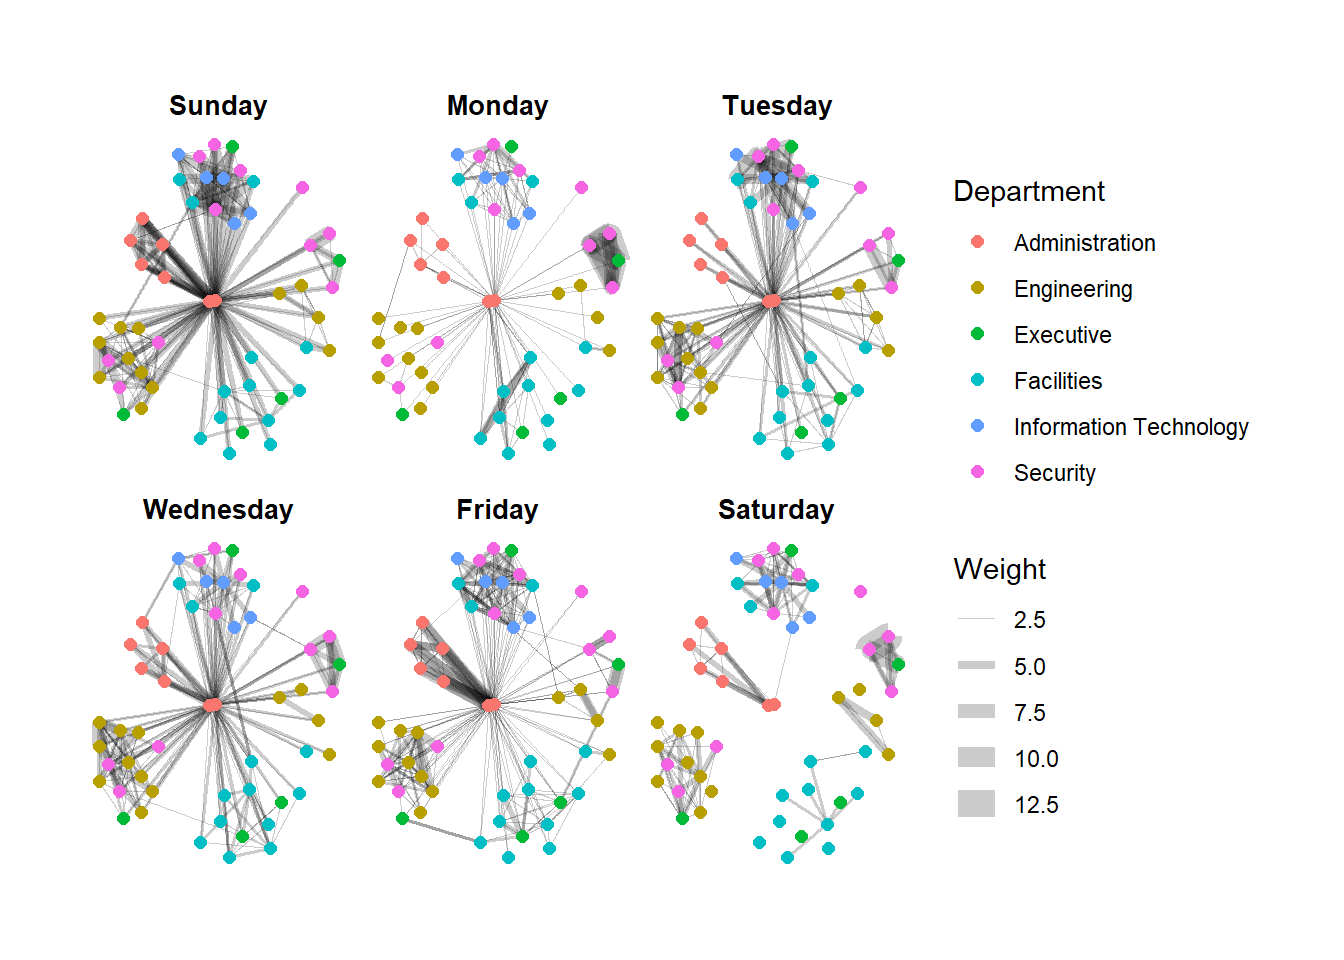 Sunday
Monday
Tuesday
Wednesday
Friday
Saturday
Department
Administration
Engineering
Executive
Facilities
Information Technology
Security
Weight
2.5
5.0
7.5
10.0
12.5